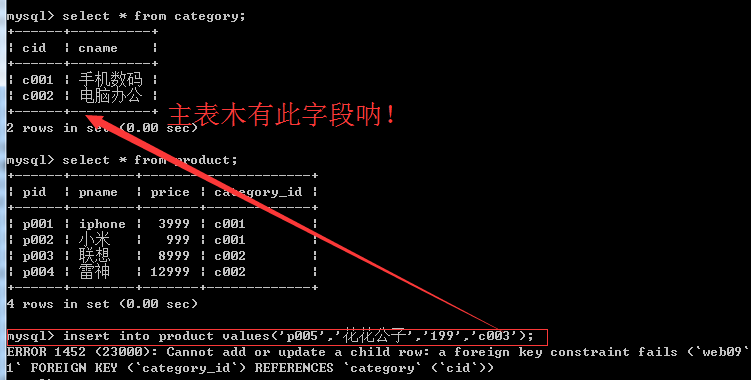 mysql> select * from category;
+------+-----------+
| cid | cname |
+------+-----------+
| c001 | 手机数码 |
| c002 | 电脑办公 |
+------+-----------+
主表木有此字段呐!
2 rows in set (0.00 sec)
mysql> select * from product;
+------+--------+-------+-------------+
| pid | pname | price | category_id |
+------+--------+-------+-------------+
| p001 | iphone | 3999 | c001 |
| p002 | 小米 | 999 | c001 |
| p003 | 联想 | 8999 | c002 |
| p004 | 雷神 | 12999 | c002 |
+------+--------+-------+-------------+
4 rows in set (0.00 sec)
mysql> insert into product values('p005','花花公子','199','c003');
ERROR 1452 (23000): Cannot add or update a child row: a foreign key constraint fails (`web09`
1` FOREIGN KEY (`category_id`) REFERENCES `category` (`cid`))